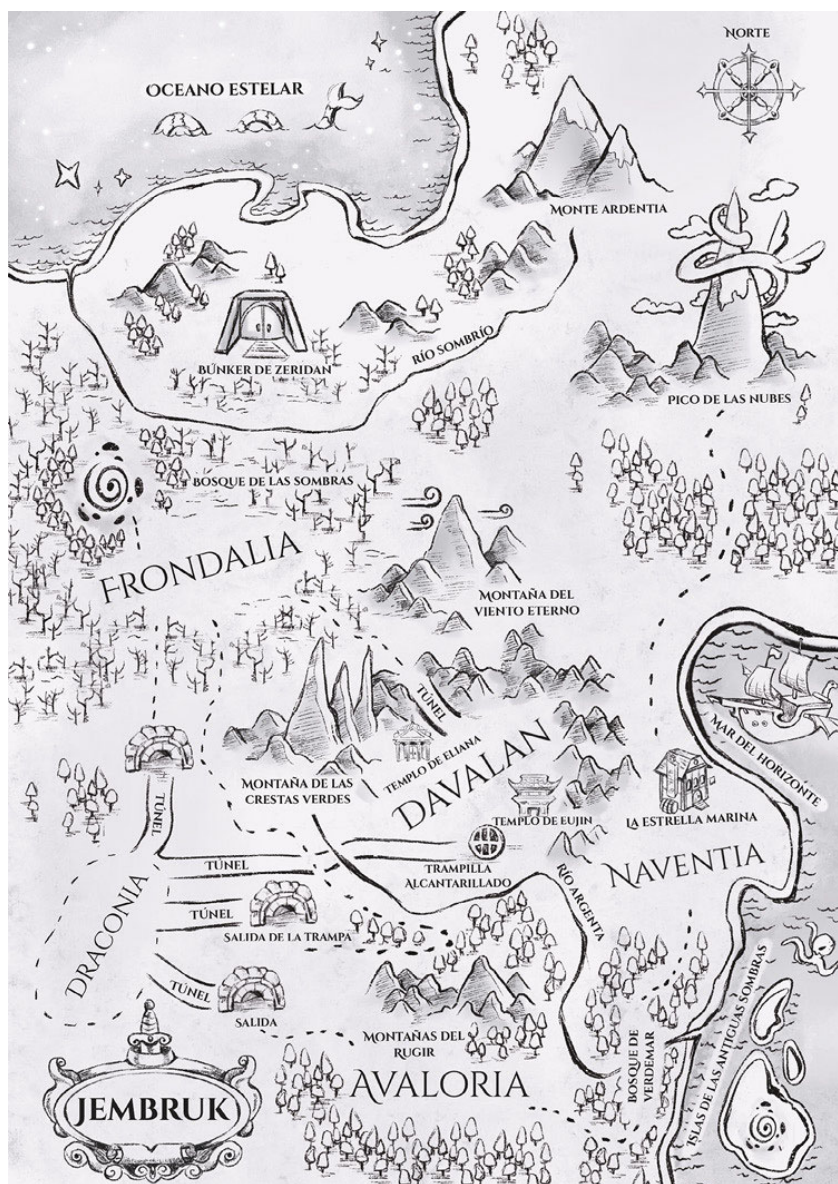 NORTE
OCEANO ESTELAR
MONTE ARDENTIA
RÍO SOMBRÍO
BÚNKER DE ZERIDAN
PICO DE LAS NUBES
BOSQUE DE LAS SOMBRAS
FRONDALIA
MONTAÑA DEL
VIENTO ETERNO
TÚNEL
MAR DEL HORIZONTE
TEMPLO DE ELIANA
MONTAÑA DE LAS
CRESTAS VERDES
DAVALAN
TÚNEL
TEMPLO DE EUJIN
LA ESTRELLA MARINA
TÚNEL
TRAMPILLA
ALCANTARILLADO
NAVENTIA
RÍO ARGENTA
DRACONIA
TÚNEL
SALIDA DE LA TRAMPA
TÚNEL
SALIDA
MONTAÑAS DEL
RUGIR
BOSQUE DE
VERDEMAR
ISLAS DE LAS ANTIGUAS SOMBRAS
AVALORIA
JEMBRUK